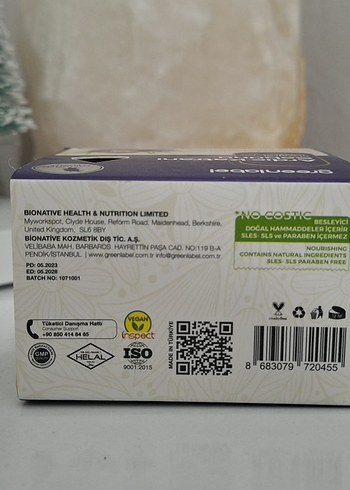 greenlabel
BIONATIVE HEALTH & NUTRITION LIMITED
Myworkspot, Clyde House, Reform Road, Maidenhead, Berkshire,
United Kingdom, SL6 8BY
BIONATIVE KOZMETİK DIŞ TİC. A.Ş.
VELİBABA MAH. BARBAROS HAYRETTİN PAŞA CAD. NO:119 B-A
PENDİK/İSTANBUL | www.greenlabel.com.tr info@greenlabel.com.tr
PD: 05.2023
ED: 05.2028
BATCH NO: 1071001
*NO COSTIC
BESLEYİCİ
DOĞAL HAMMADDELER İÇERİR
SLES- SLS ve PARABEN İÇERMEZ
NOURISHING
CONTAINS NATURAL INGREDIENTS
SLES- SLS PARABEN FREE
Tüketici Danışma Hattı
Consumer Support
+90 850 414 84 85
VEGAN
inspect
GMP
HELAL
ISO
9001:2015
MADE IN TÜRKİYE
8 683079 720455